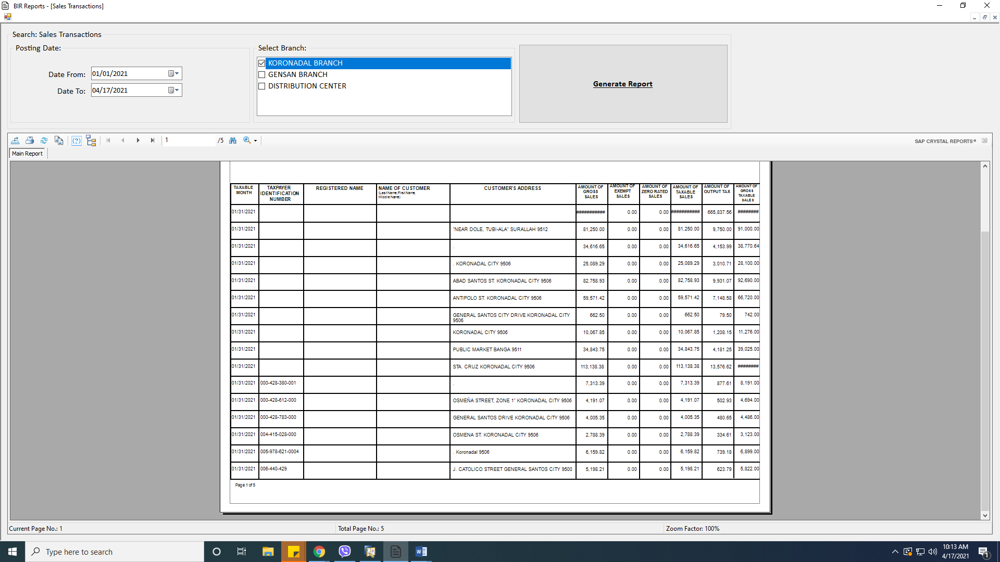 BIR Reports - [Sales Transactions]
Search: Sales Transactions
Posting Date:
Date From: 01/01/2021
Date To: 04/17/2021
Select Branch:
KORONADAL BRANCH
GENSAN BRANCH
DISTRIBUTION CENTER
Generate Report
1 /5
SAP CRYSTAL REPORTS®
Main Report
TAXABLE MONTH
TAXPAYER IDENTIFICATION NUMBER
REGISTERED NAME
NAME OF CUSTOMER
(Last Name,First Name,
Middle Name)
CUSTOMER'S ADDRESS
AMOUNT OF GROSS SALES
AMOUNT OF EXEMPT SALES
AMOUNT OF ZERO RATED SALES
AMOUNT OF TAXABLE SALES
AMOUNT OF OUTPUT TAX
AMOUNT OF GROSS TAXABLE SALES
01/31/2021 ########### 0.00 0.00 ########### 665,837.56 ########
01/31/2021 "NEAR DOLE, TUBI-ALA" SURALLAH 9512 81,250.00 0.00 0.00 81,250.00 9,750.00 91,000.00
01/31/2021 . 34,616.65 0.00 0.00 34,616.65 4,153.99 38,770.64
01/31/2021 . KORONADAL CITY 9506 25,089.29 0.00 0.00 25,089.29 3,010.71 28,100.00
01/31/2021 ABAD SANTOS ST. KORONADAL CITY 9506 82,758.93 0.00 0.00 82,758.93 9,931.07 92,690.00
01/31/2021 ANTIPOLO ST. KORONADAL CITY 9506 59,571.42 0.00 0.00 59,571.42 7,148.58 66,720.00
01/31/2021 GENERAL SANTOS CITY DRIVE KORONADAL CITY 9506 662.50 0.00 0.00 662.50 79.50 742.00
01/31/2021 KORONADAL CITY 9506 10,067.85 0.00 0.00 10,067.85 1,208.15 11,276.00
01/31/2021 PUBLIC MARKET BANGA 9511 34,843.75 0.00 0.00 34,843.75 4,181.25 39,025.00
01/31/2021 STA. CRUZ KORONADAL CITY 9506 113,138.38 0.00 0.00 113,138.38 13,576.62 ########
01/31/2021 000-428-380-001 . 7,313.39 0.00 0.00 7,313.39 877.61 8,191.00
01/31/2021 000-428-612-000 OSMEÑA STREET, ZONE 1" KORONADAL CITY 9506 4,191.07 0.00 0.00 4,191.07 502.93 4,694.00
01/31/2021 000-428-783-000 GENERAL SANTOS DRIVE KORONADAL CITY 9506 4,005.35 0.00 0.00 4,005.35 480.65 4,486.00
01/31/2021 004-415-028-000 OSMENA ST. KORONADAL CITY 9506 2,788.39 0.00 0.00 2,788.39 334.61 3,123.00
01/31/2021 005-978-621-0004 . Koronadal 9506 6,159.82 0.00 0.00 6,159.82 739.18 6,899.00
01/31/2021 006-440-429 J. CATOLICO STREET GENERAL SANTOS CITY 9500 5,198.21 0.00 0.00 5,198.21 623.79 5,822.00
Page 1 of 5
Current Page No.: 1
Total Page No.: 5
Zoom Factor: 100%
Type here to search
10:13 AM
4/17/2021
1